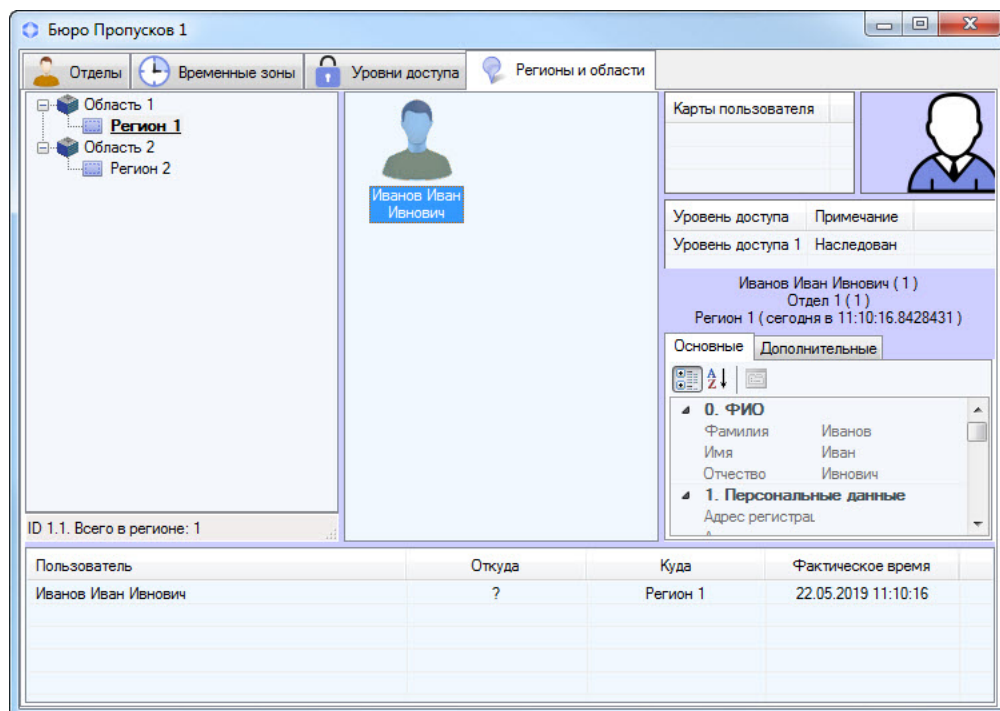 Бюро Пропусков 1
Отделы Временные зоны Уровни доступа Регионы и области
Область 1
Регион 1
Область 2
Регион 2
ID 1.1. Всего в регионе: 1
Иванов Иван
Ивнович
Карты пользователя
Уровень доступа Примечание
Уровень доступа 1 Наследован
Иванов Иван Ивнович ( 1 )
Отдел 1 ( 1 )
Регион 1 ( сегодня в 11:10:16.8428431 )
Основные Дополнительные
0. ФИО
Фамилия Иванов
Имя Иван
Отчество Ивнович
1. Персональные данные
Адрес регистрац
Пользователь Откуда Куда Фактическое время
Иванов Иван Ивнович ? Регион 1 22.05.2019 11:10:16